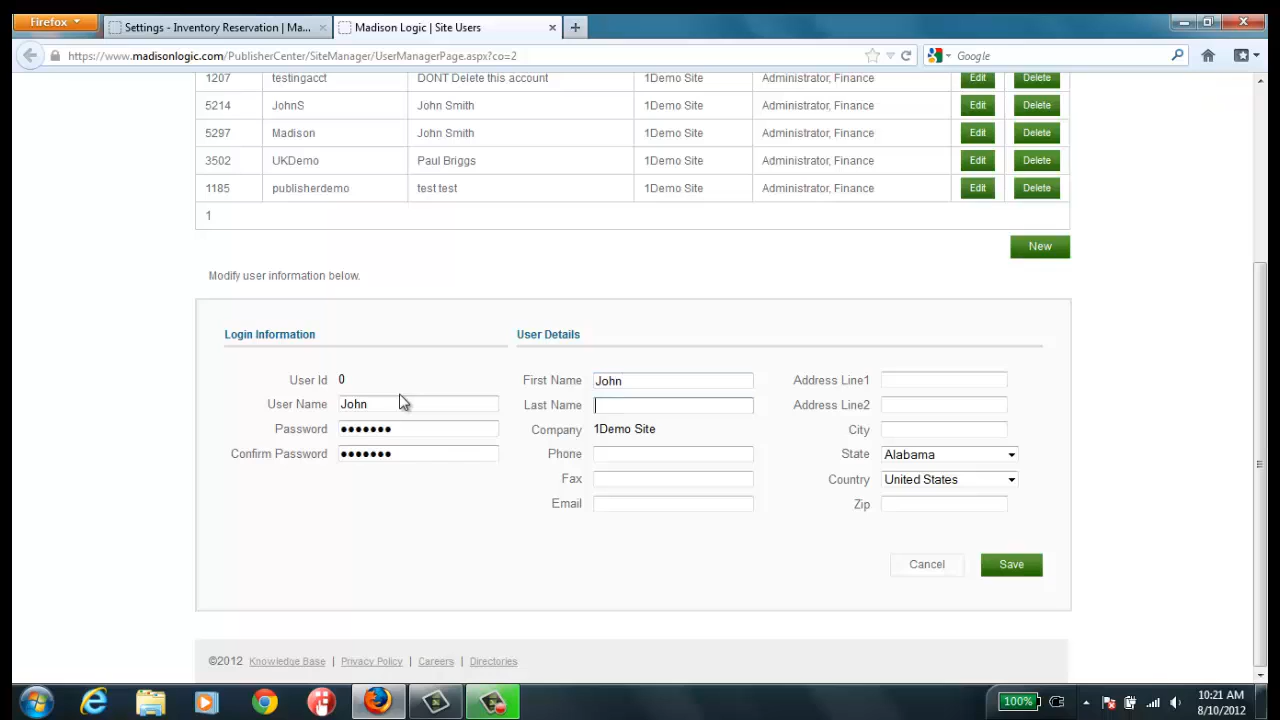 Firefox
Settings - Inventory Reservation | Ma...
Madison Logic | Site Users
https://www.madisonlogic.com/PublisherCenter/SiteManager/UserManagerPage.aspx?co=2
Google
1207 testingacct DONT Delete this account 1Demo Site Administrator, Finance Edit Delete
5214 JohnS John Smith 1Demo Site Administrator, Finance Edit Delete
5297 Madison John Smith 1Demo Site Administrator, Finance Edit Delete
3502 UKDemo Paul Briggs 1Demo Site Administrator, Finance Edit Delete
1185 publisherdemo test test 1Demo Site Administrator, Finance Edit Delete
1
New
Modify user information below.
Login Information User Details
User Id 0 First Name John Address Line1
User Name John Last Name Address Line2
Password ●●●●●●● Company 1Demo Site City
Confirm Password ●●●●●●● Phone State Alabama
Fax Country United States
Email Zip
Cancel Save
©2012 Knowledge Base | Privacy Policy | Careers | Directories
100% 10:21 AM
8/10/2012